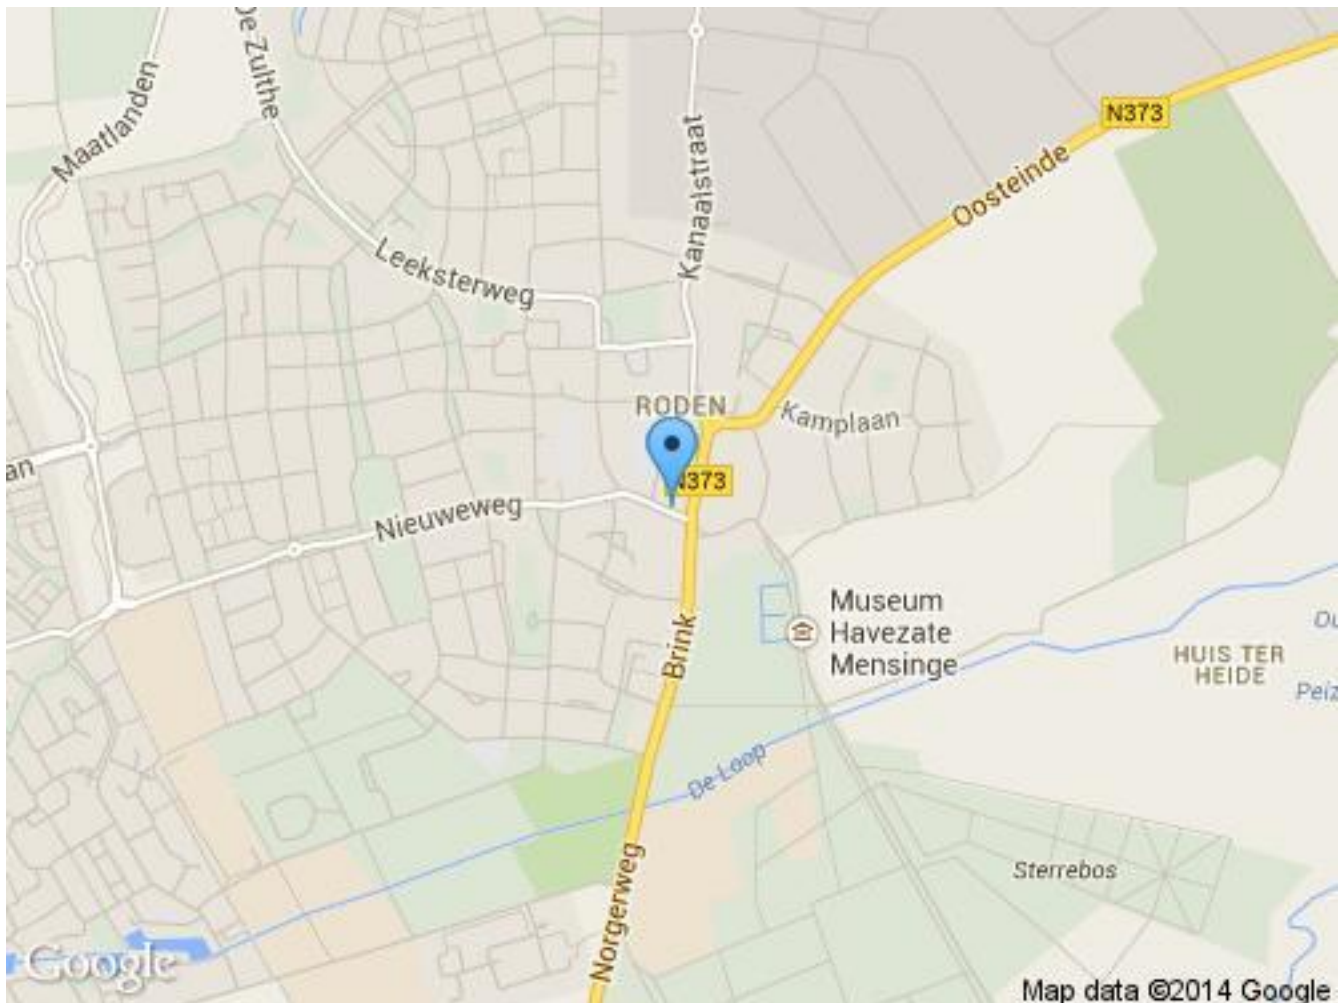 De Zulthe
Maatlanden
N373
Kanaalstraat
Oosteinde
Leeksterweg
RODEN
Kamplaan
an
N373
Nieuweweg
Museum
Havezate
Mensinge
Brink
HUIS TER
HEIDE
Peiz
De Loop
Sterrebos
Norgerweg
Google
Map data ©2014 Google